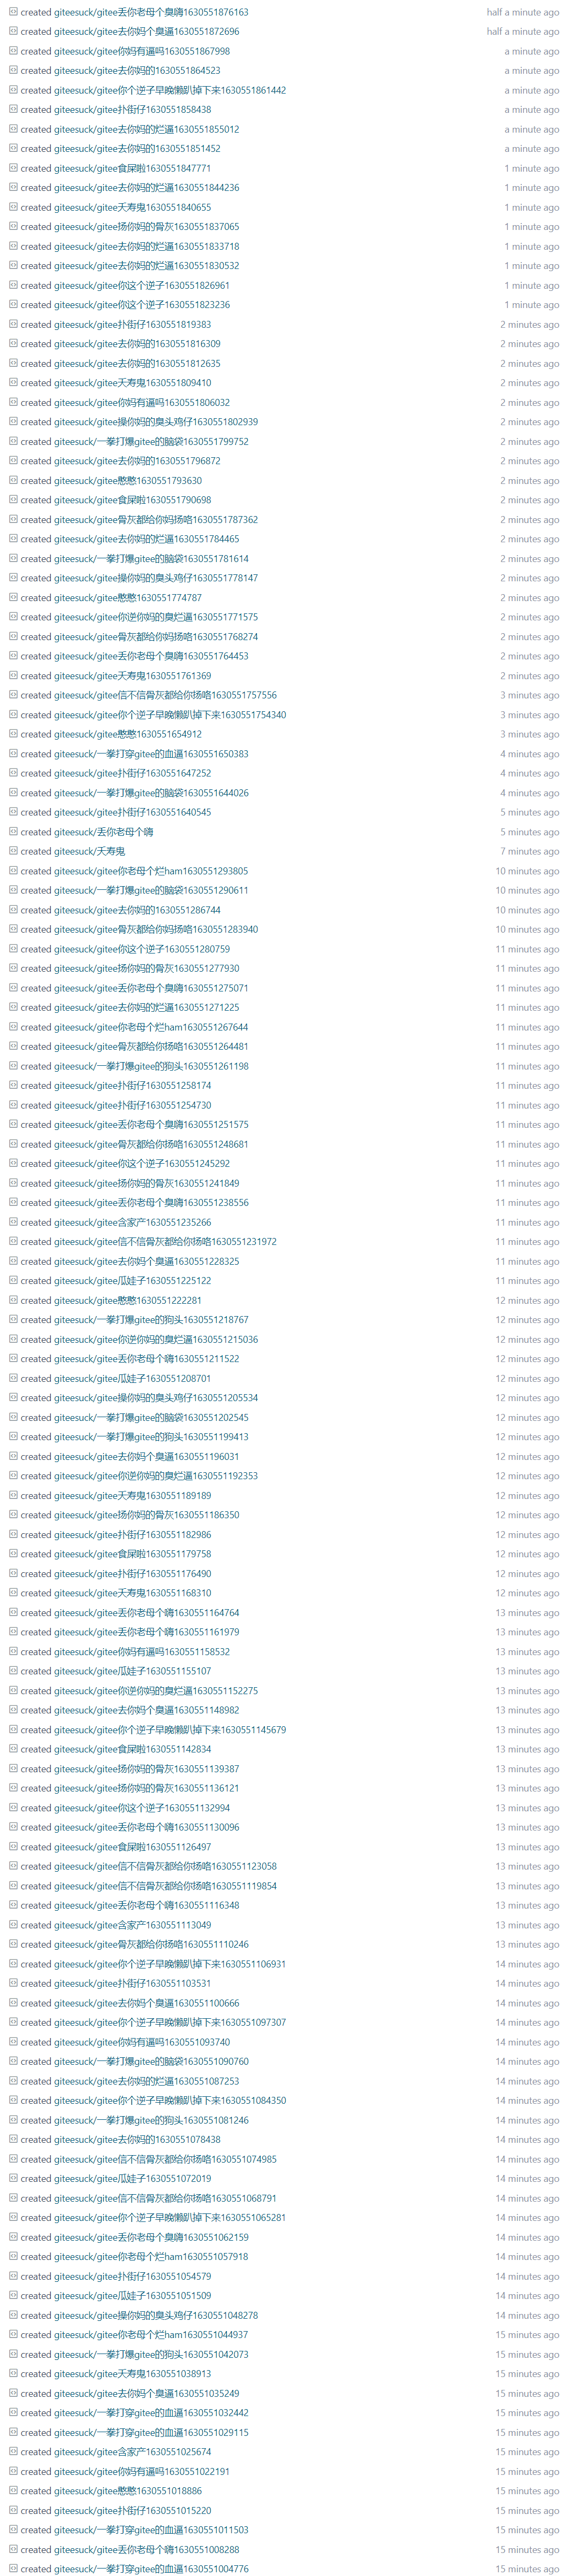 created giteesuck/gitee丢你老母个臭嗨1630551876163 half a minute ago
created giteesuck/gitee去你妈个臭逼1630551872696 half a minute ago
created giteesuck/gitee你妈有逼吗1630551867998 a minute ago
created giteesuck/gitee去你妈的1630551864523 a minute ago
created giteesuck/gitee你个逆子早晚懒趴掉下来1630551861442 a minute ago
created giteesuck/gitee扑街仔1630551858438 a minute ago
created giteesuck/gitee去你妈的烂逼1630551855012 a minute ago
created giteesuck/gitee去你妈的1630551851452 a minute ago
created giteesuck/gitee食屎啦1630551847771 1 minute ago
created giteesuck/gitee去你妈的烂逼1630551844236 1 minute ago
created giteesuck/gitee夭寿鬼1630551840655 1 minute ago
created giteesuck/gitee扬你妈的骨灰1630551837065 1 minute ago
created giteesuck/gitee去你妈的烂逼1630551833718 1 minute ago
created giteesuck/gitee去你妈的烂逼1630551830532 1 minute ago
created giteesuck/gitee你这个逆子1630551826961 1 minute ago
created giteesuck/gitee你这个逆子1630551823236 1 minute ago
created giteesuck/gitee扑街仔1630551819383 2 minutes ago
created giteesuck/gitee去你妈的1630551816309 2 minutes ago
created giteesuck/gitee去你妈的1630551812635 2 minutes ago
created giteesuck/gitee夭寿鬼1630551809410 2 minutes ago
created giteesuck/gitee你妈有逼吗1630551806032 2 minutes ago
created giteesuck/gitee操你妈的臭头鸡仔1630551802939 2 minutes ago
created giteesuck/一拳打爆gitee的脑袋1630551799752 2 minutes ago
created giteesuck/gitee去你妈的1630551796872 2 minutes ago
created giteesuck/gitee憨憨1630551793630 2 minutes ago
created giteesuck/gitee食屎啦1630551790698 2 minutes ago
created giteesuck/gitee骨灰都给你妈扬咯1630551787362 2 minutes ago
created giteesuck/gitee去你妈的烂逼1630551784465 2 minutes ago
created giteesuck/一拳打爆gitee的脑袋1630551781614 2 minutes ago
created giteesuck/gitee操你妈的臭头鸡仔1630551778147 2 minutes ago
created giteesuck/gitee憨憨1630551774787 2 minutes ago
created giteesuck/gitee你逆你妈的臭烂逼1630551771575 2 minutes ago
created giteesuck/gitee骨灰都给你妈扬咯1630551768274 2 minutes ago
created giteesuck/gitee丢你老母个臭嗨1630551764453 2 minutes ago
created giteesuck/gitee夭寿鬼1630551761369 2 minutes ago
created giteesuck/gitee信不信骨灰都给你扬咯1630551757556 3 minutes ago
created giteesuck/gitee你个逆子早晚懒趴掉下来1630551754340 3 minutes ago
created giteesuck/gitee憨憨1630551654912 3 minutes ago
created giteesuck/一拳打穿gitee的血逼1630551650383 4 minutes ago
created giteesuck/gitee扑街仔1630551647252 4 minutes ago
created giteesuck/一拳打爆gitee的脑袋1630551644026 4 minutes ago
created giteesuck/gitee扑街仔1630551640545 5 minutes ago
created giteesuck/丢你老母个嗨 5 minutes ago
created giteesuck/夭寿鬼 7 minutes ago
created giteesuck/gitee你老母个烂ham1630551293805 10 minutes ago
created giteesuck/一拳打爆gitee的脑袋1630551290611 10 minutes ago
created giteesuck/gitee去你妈的1630551286744 10 minutes ago
created giteesuck/gitee骨灰都给你妈扬咯1630551283940 10 minutes ago
created giteesuck/gitee你这个逆子1630551280759 11 minutes ago
created giteesuck/gitee扬你妈的骨灰1630551277930 11 minutes ago
created giteesuck/gitee丢你老母个臭嗨1630551275071 11 minutes ago
created giteesuck/gitee去你妈的烂逼1630551271225 11 minutes ago
created giteesuck/gitee你老母个烂ham1630551267644 11 minutes ago
created giteesuck/gitee骨灰都给你扬咯1630551264481 11 minutes ago
created giteesuck/一拳打爆gitee的狗头1630551261198 11 minutes ago
created giteesuck/gitee扑街仔1630551258174 11 minutes ago
created giteesuck/gitee扑街仔1630551254730 11 minutes ago
created giteesuck/gitee丢你老母个臭嗨1630551251575 11 minutes ago
created giteesuck/gitee骨灰都给你扬咯1630551248681 11 minutes ago
created giteesuck/gitee你这个逆子1630551245292 11 minutes ago
created giteesuck/gitee扬你妈的骨灰1630551241849 11 minutes ago
created giteesuck/gitee丢你老母个臭嗨1630551238556 11 minutes ago
created giteesuck/gitee含家产1630551235266 11 minutes ago
created giteesuck/gitee信不信骨灰都给你扬咯1630551231972 11 minutes ago
created giteesuck/gitee去你妈个臭逼1630551228325 11 minutes ago
created giteesuck/gitee瓜娃子1630551225122 11 minutes ago
created giteesuck/gitee憨憨1630551222281 12 minutes ago
created giteesuck/一拳打爆gitee的狗头1630551218767 12 minutes ago
created giteesuck/gitee你逆你妈的臭烂逼1630551215036 12 minutes ago
created giteesuck/gitee丢你老母个嗨1630551211522 12 minutes ago
created giteesuck/gitee瓜娃子1630551208701 12 minutes ago
created giteesuck/gitee操你妈的臭头鸡仔1630551205534 12 minutes ago
created giteesuck/一拳打爆gitee的脑袋1630551202545 12 minutes ago
created giteesuck/一拳打爆gitee的狗头1630551199413 12 minutes ago
created giteesuck/gitee去你妈个臭逼1630551196031 12 minutes ago
created giteesuck/gitee你逆你妈的臭烂逼1630551192353 12 minutes ago
created giteesuck/gitee夭寿鬼1630551189189 12 minutes ago
created giteesuck/gitee扬你妈的骨灰1630551186350 12 minutes ago
created giteesuck/gitee扑街仔1630551182986 12 minutes ago
created giteesuck/gitee食屎啦1630551179758 12 minutes ago
created giteesuck/gitee扑街仔1630551176490 12 minutes ago
created giteesuck/gitee夭寿鬼1630551168310 12 minutes ago
created giteesuck/gitee丢你老母个嗨1630551164764 13 minutes ago
created giteesuck/gitee丢你老母个嗨1630551161979 13 minutes ago
created giteesuck/gitee你妈有逼吗1630551158532 13 minutes ago
created giteesuck/gitee瓜娃子1630551155107 13 minutes ago
created giteesuck/gitee你逆你妈的臭烂逼1630551152275 13 minutes ago
created giteesuck/gitee去你妈个臭逼1630551148982 13 minutes ago
created giteesuck/gitee你个逆子早晚懒趴掉下来1630551145679 13 minutes ago
created giteesuck/gitee食屎啦1630551142834 13 minutes ago
created giteesuck/gitee扬你妈的骨灰1630551139387 13 minutes ago
created giteesuck/gitee扬你妈的骨灰1630551136121 13 minutes ago
created giteesuck/gitee你这个逆子1630551132994 13 minutes ago
created giteesuck/gitee丢你老母个嗨1630551130096 13 minutes ago
created giteesuck/gitee食屎啦1630551126497 13 minutes ago
created giteesuck/gitee信不信骨灰都给你扬咯1630551123058 13 minutes ago
created giteesuck/gitee信不信骨灰都给你扬咯1630551119854 13 minutes ago
created giteesuck/gitee丢你老母个嗨1630551116348 13 minutes ago
created giteesuck/gitee含家产1630551113049 13 minutes ago
created giteesuck/gitee骨灰都给你扬咯1630551110246 13 minutes ago
created giteesuck/gitee你个逆子早晚懒趴掉下来1630551106931 14 minutes ago
created giteesuck/gitee扑街仔1630551103531 14 minutes ago
created giteesuck/gitee去你妈个臭逼1630551100666 14 minutes ago
created giteesuck/gitee你个逆子早晚懒趴掉下来1630551097307 14 minutes ago
created giteesuck/gitee你妈有逼吗1630551093740 14 minutes ago
created giteesuck/一拳打爆gitee的脑袋1630551090760 14 minutes ago
created giteesuck/gitee去你妈的烂逼1630551087253 14 minutes ago
created giteesuck/gitee你个逆子早晚懒趴掉下来1630551084350 14 minutes ago
created giteesuck/一拳打爆gitee的狗头1630551081246 14 minutes ago
created giteesuck/gitee去你妈的1630551078438 14 minutes ago
created giteesuck/gitee信不信骨灰都给你扬咯1630551074985 14 minutes ago
created giteesuck/gitee瓜娃子1630551072019 14 minutes ago
created giteesuck/gitee信不信骨灰都给你扬咯1630551068791 14 minutes ago
created giteesuck/gitee你个逆子早晚懒趴掉下来1630551065281 14 minutes ago
created giteesuck/gitee丢你老母个臭嗨1630551062159 14 minutes ago
created giteesuck/gitee你老母个烂ham1630551057918 14 minutes ago
created giteesuck/gitee扑街仔1630551054579 14 minutes ago
created giteesuck/gitee瓜娃子1630551051509 14 minutes ago
created giteesuck/gitee操你妈的臭头鸡仔1630551048278 14 minutes ago
created giteesuck/gitee你老母个烂ham1630551044937 15 minutes ago
created giteesuck/一拳打爆gitee的狗头1630551042073 15 minutes ago
created giteesuck/gitee夭寿鬼1630551038913 15 minutes ago
created giteesuck/gitee去你妈个臭逼1630551035249 15 minutes ago
created giteesuck/一拳打穿gitee的血逼1630551032442 15 minutes ago
created giteesuck/一拳打穿gitee的血逼1630551029115 15 minutes ago
created giteesuck/gitee含家产1630551025674 15 minutes ago
created giteesuck/gitee你妈有逼吗1630551022191 15 minutes ago
created giteesuck/gitee憨憨1630551018886 15 minutes ago
created giteesuck/gitee扑街仔1630551015220 15 minutes ago
created giteesuck/一拳打穿gitee的血逼1630551011503 15 minutes ago
created giteesuck/gitee丢你老母个嗨1630551008288 15 minutes ago
created giteesuck/一拳打穿gitee的血逼1630551004776 15 minutes ago